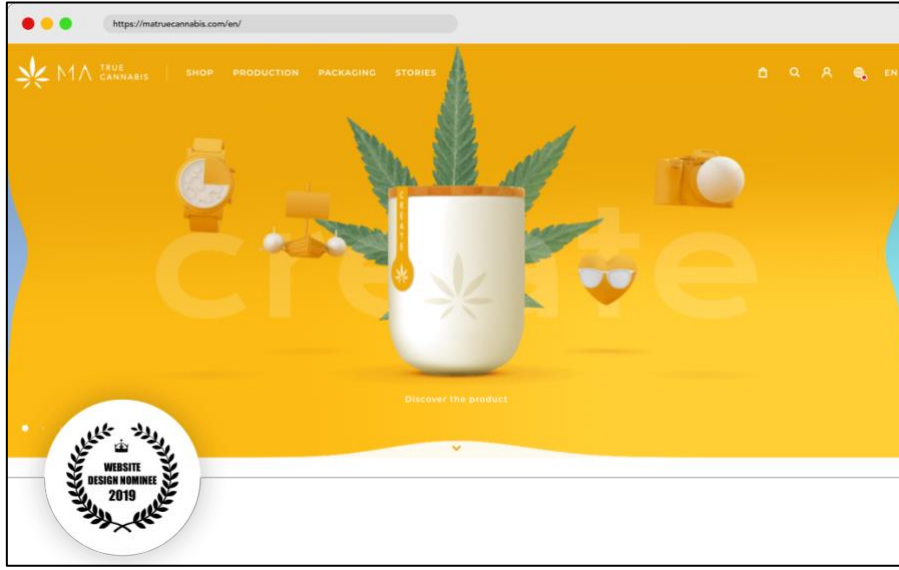 https://matruecannabis.com/en/
MA TRUE CANNABIS
SHOP PRODUCTION PACKAGING STORIES
EN
create
CREATE
Discover the product
WEBSITE
DESIGN NOMINEE
2019